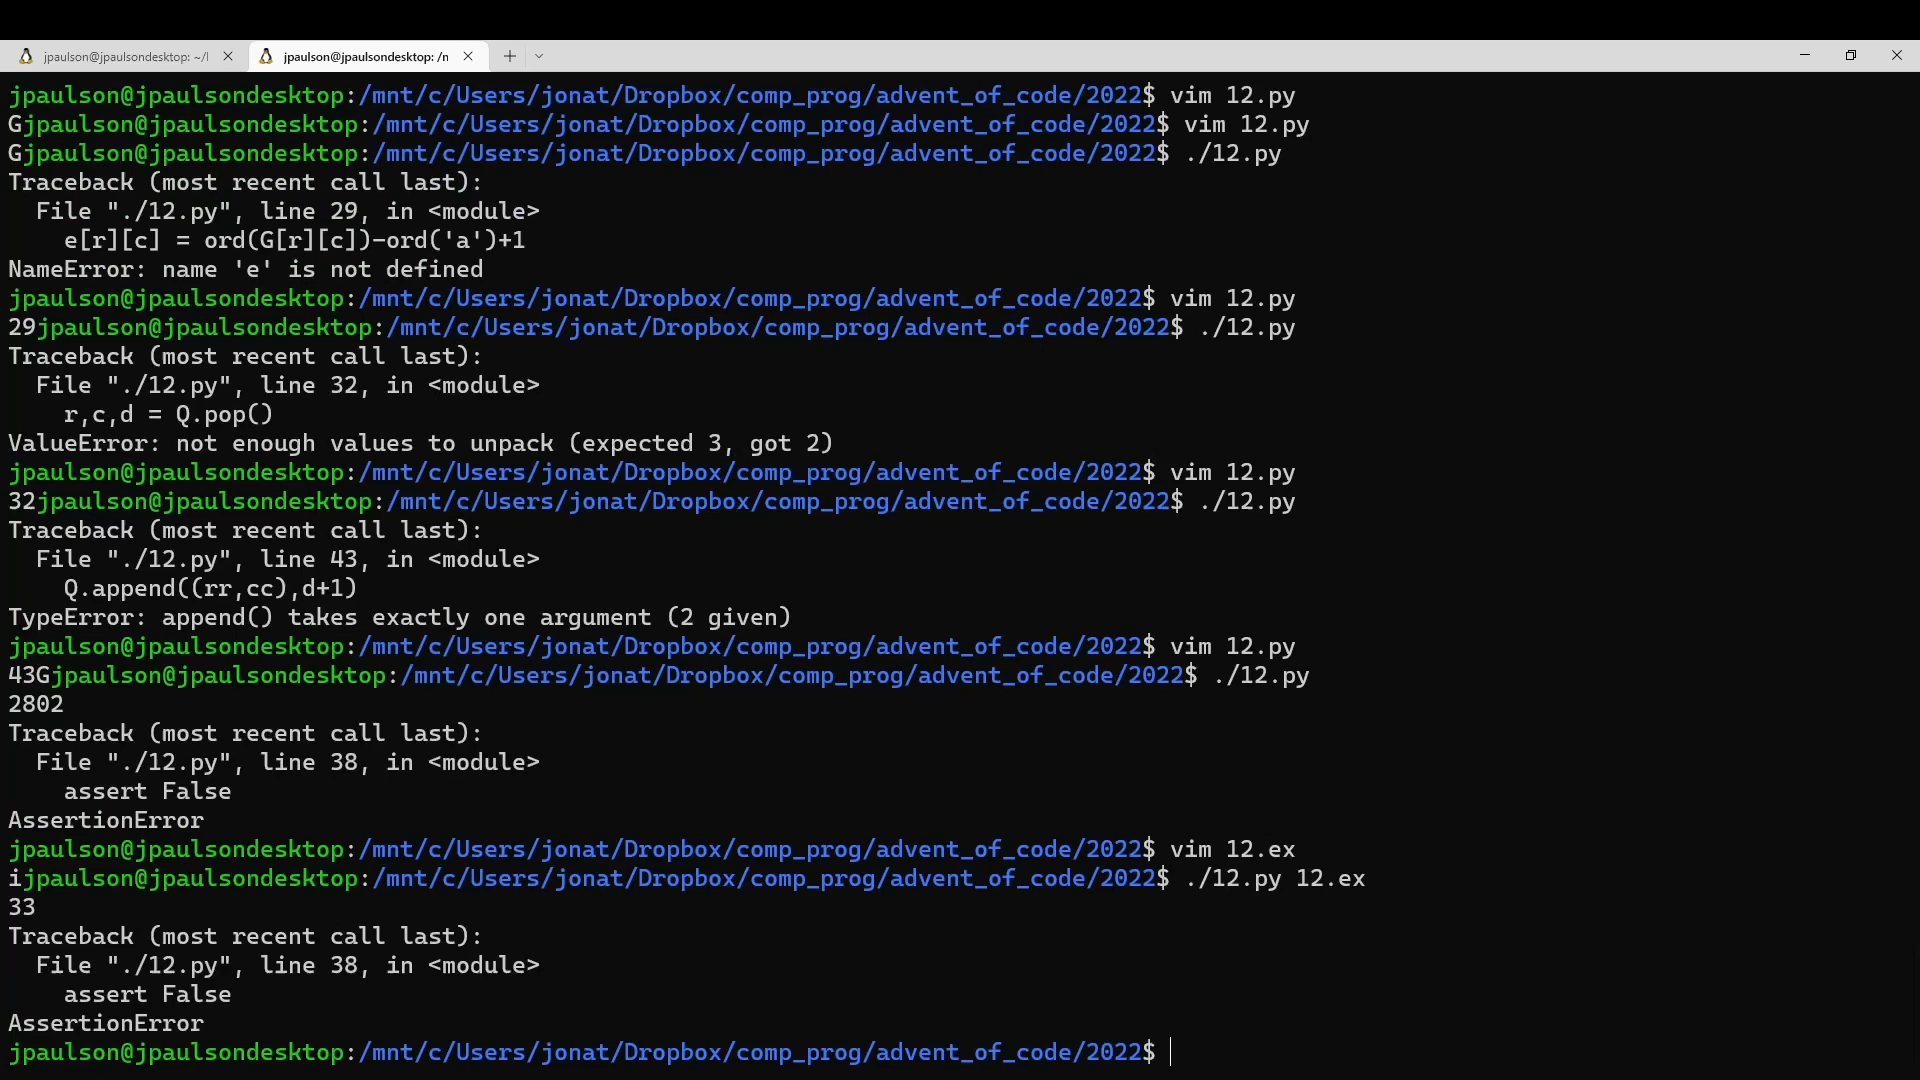 jpaulson@jpaulsondesktop: ~/l
jpaulson@jpaulsondesktop: /n
jpaulson@jpaulsondesktop:/mnt/c/Users/jonat/Dropbox/comp_prog/advent_of_code/2022$ vim 12.py
Gjpaulson@jpaulsondesktop:/mnt/c/Users/jonat/Dropbox/comp_prog/advent_of_code/2022$ vim 12.py
Gjpaulson@jpaulsondesktop:/mnt/c/Users/jonat/Dropbox/comp_prog/advent_of_code/2022$ ./12.py
Traceback (most recent call last):
  File "./12.py", line 29, in <module>
    e[r][c] = ord(G[r][c])-ord('a')+1
NameError: name 'e' is not defined
jpaulson@jpaulsondesktop:/mnt/c/Users/jonat/Dropbox/comp_prog/advent_of_code/2022$ vim 12.py
29jpaulson@jpaulsondesktop:/mnt/c/Users/jonat/Dropbox/comp_prog/advent_of_code/2022$ ./12.py
Traceback (most recent call last):
  File "./12.py", line 32, in <module>
    r,c,d = Q.pop()
ValueError: not enough values to unpack (expected 3, got 2)
jpaulson@jpaulsondesktop:/mnt/c/Users/jonat/Dropbox/comp_prog/advent_of_code/2022$ vim 12.py
32jpaulson@jpaulsondesktop:/mnt/c/Users/jonat/Dropbox/comp_prog/advent_of_code/2022$ ./12.py
Traceback (most recent call last):
  File "./12.py", line 43, in <module>
    Q.append((rr,cc),d+1)
TypeError: append() takes exactly one argument (2 given)
jpaulson@jpaulsondesktop:/mnt/c/Users/jonat/Dropbox/comp_prog/advent_of_code/2022$ vim 12.py
43Gjpaulson@jpaulsondesktop:/mnt/c/Users/jonat/Dropbox/comp_prog/advent_of_code/2022$ ./12.py
2802
Traceback (most recent call last):
  File "./12.py", line 38, in <module>
    assert False
AssertionError
jpaulson@jpaulsondesktop:/mnt/c/Users/jonat/Dropbox/comp_prog/advent_of_code/2022$ vim 12.ex
ijpaulson@jpaulsondesktop:/mnt/c/Users/jonat/Dropbox/comp_prog/advent_of_code/2022$ ./12.py 12.ex
33
Traceback (most recent call last):
  File "./12.py", line 38, in <module>
    assert False
AssertionError
jpaulson@jpaulsondesktop:/mnt/c/Users/jonat/Dropbox/comp_prog/advent_of_code/2022$